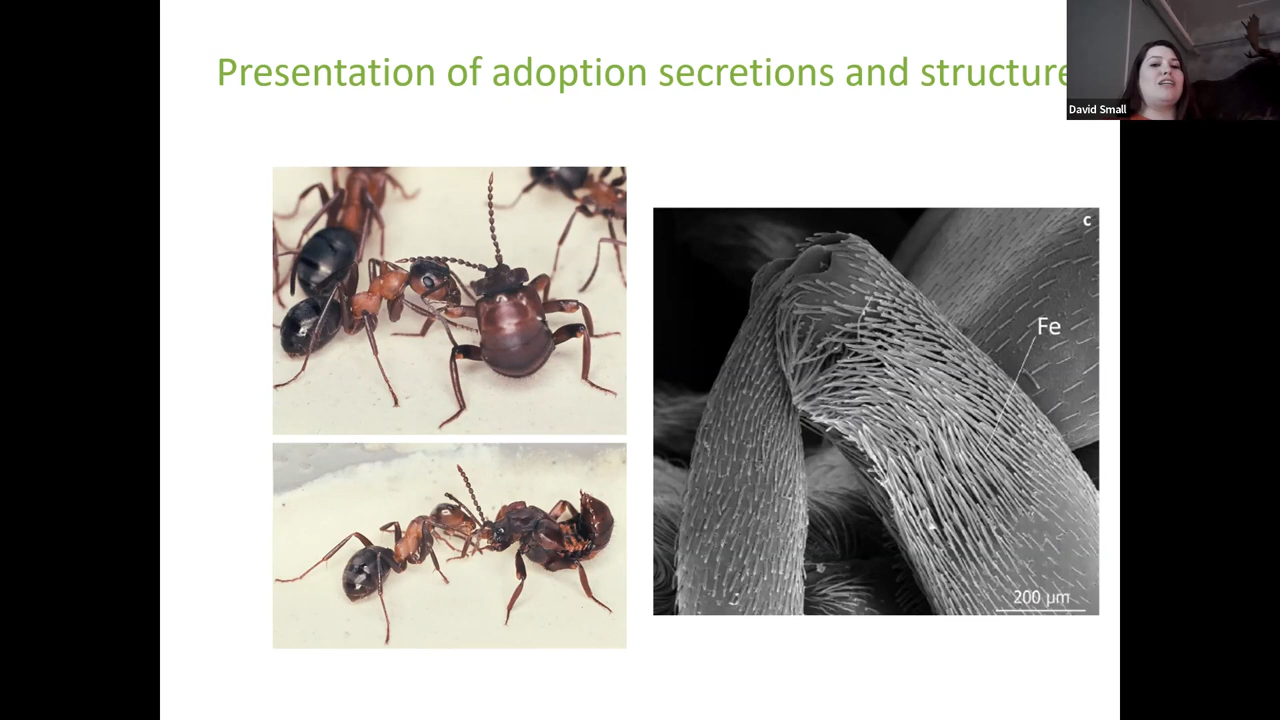 Presentation of adoption secretions and structure
David Small
c
Fe
200 µm